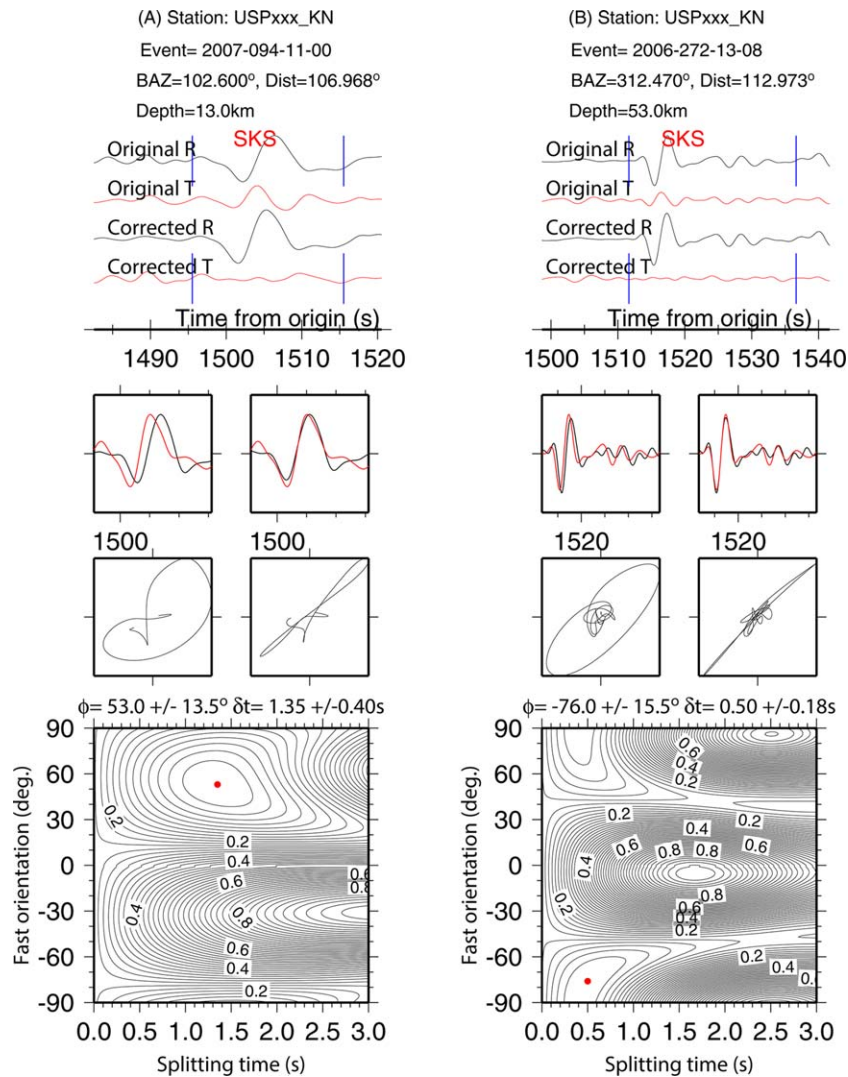 (A) Station: USPxxx_KN
Event= 2007-094-11-00
BAZ=102.600º, Dist=106.968º
Depth=13.0km
SKS
Original R
Original T
Corrected R
Corrected T
Time from origin (s)
1490 1500 1510 1520
1500 1500
ϕ= 53.0 +/- 13.5º δt= 1.35 +/-0.40s
Fast orientation (deg.)
90
60
30
0
-30
-60
-90
0.2
0.2
0.4
0.6
0.8
0.4
0.8
0.6
0.4
0.2
0.0 0.5 1.0 1.5 2.0 2.5 3.0
Splitting time (s)
(B) Station: USPxxx_KN
Event= 2006-272-13-08
BAZ=312.470º, Dist=112.973º
Depth=53.0km
SKS
Original R
Original T
Corrected R
Corrected T
Time from origin (s)
1500 1510 1520 1530 1540
1520 1520
ϕ= -76.0 +/- 15.5º δt= 0.50 +/-0.18s
Fast orientation (deg.)
90
60
30
0
-30
-60
-90
0.6
0.4
0.2
0.2 0.2
0.4 0.4
0.6 0.6
0.4 0.8 0.8
0.2
0.8
0.6
0.4
0.2
0.2
0.4
0.0 0.5 1.0 1.5 2.0 2.5 3.0
Splitting time (s)